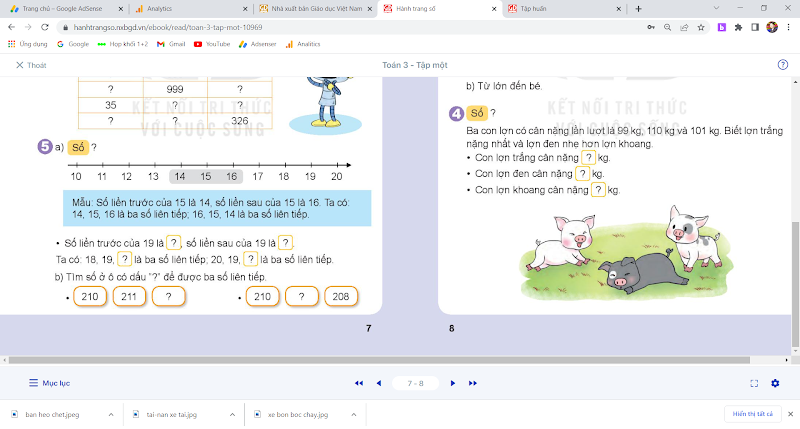 Trang chủ – Google AdSense
Analytics
Nhà xuất bản Giáo dục Việt Nam
Hành trang số
Tập huấn
hanhtrangso.nxbgd.vn/ebook/read/toan-3-tap-mot-10969
Ứng dụng
Google
Họp khối 1+2
Gmail
YouTube
Adsenser
Analitics
Thoát
Toán 3 - Tập một
? 999 ?
35 ? ?
? ? 326
KẾT NỐI TRI THỨC
VỚI CUỘC SỐNG
5 a) Số ?
10 11 12 13 14 15 16 17 18 19 20
Mẫu: Số liền trước của 15 là 14, số liền sau của 15 là 16. Ta có:
14, 15, 16 là ba số liên tiếp; 16, 15, 14 là ba số liên tiếp.
• Số liền trước của 19 là ?, số liền sau của 19 là ?.
Ta có: 18, 19, ? là ba số liên tiếp; 20, 19, ? là ba số liên tiếp.
b) Tìm số ở ô có dấu "?" để được ba số liên tiếp.
• 210 211 ?
• 210 ? 208
7
b) Từ lớn đến bé.
4 Số ?
KẾT NỐI TRI THỨC
VỚI CUỘC SỐNG
Ba con lợn có cân nặng lần lượt là 99 kg, 110 kg và 101 kg. Biết lợn trắng
nặng nhất và lợn đen nhẹ hơn lợn khoang.
• Con lợn trắng cân nặng ? kg.
• Con lợn đen cân nặng ? kg.
• Con lợn khoang cân nặng ? kg.
8
Mục lục
7 - 8
ban heo chet.jpeg
tai-nan xe tai.jpg
xe bon boc chay.jpg
Hiển thị tất cả